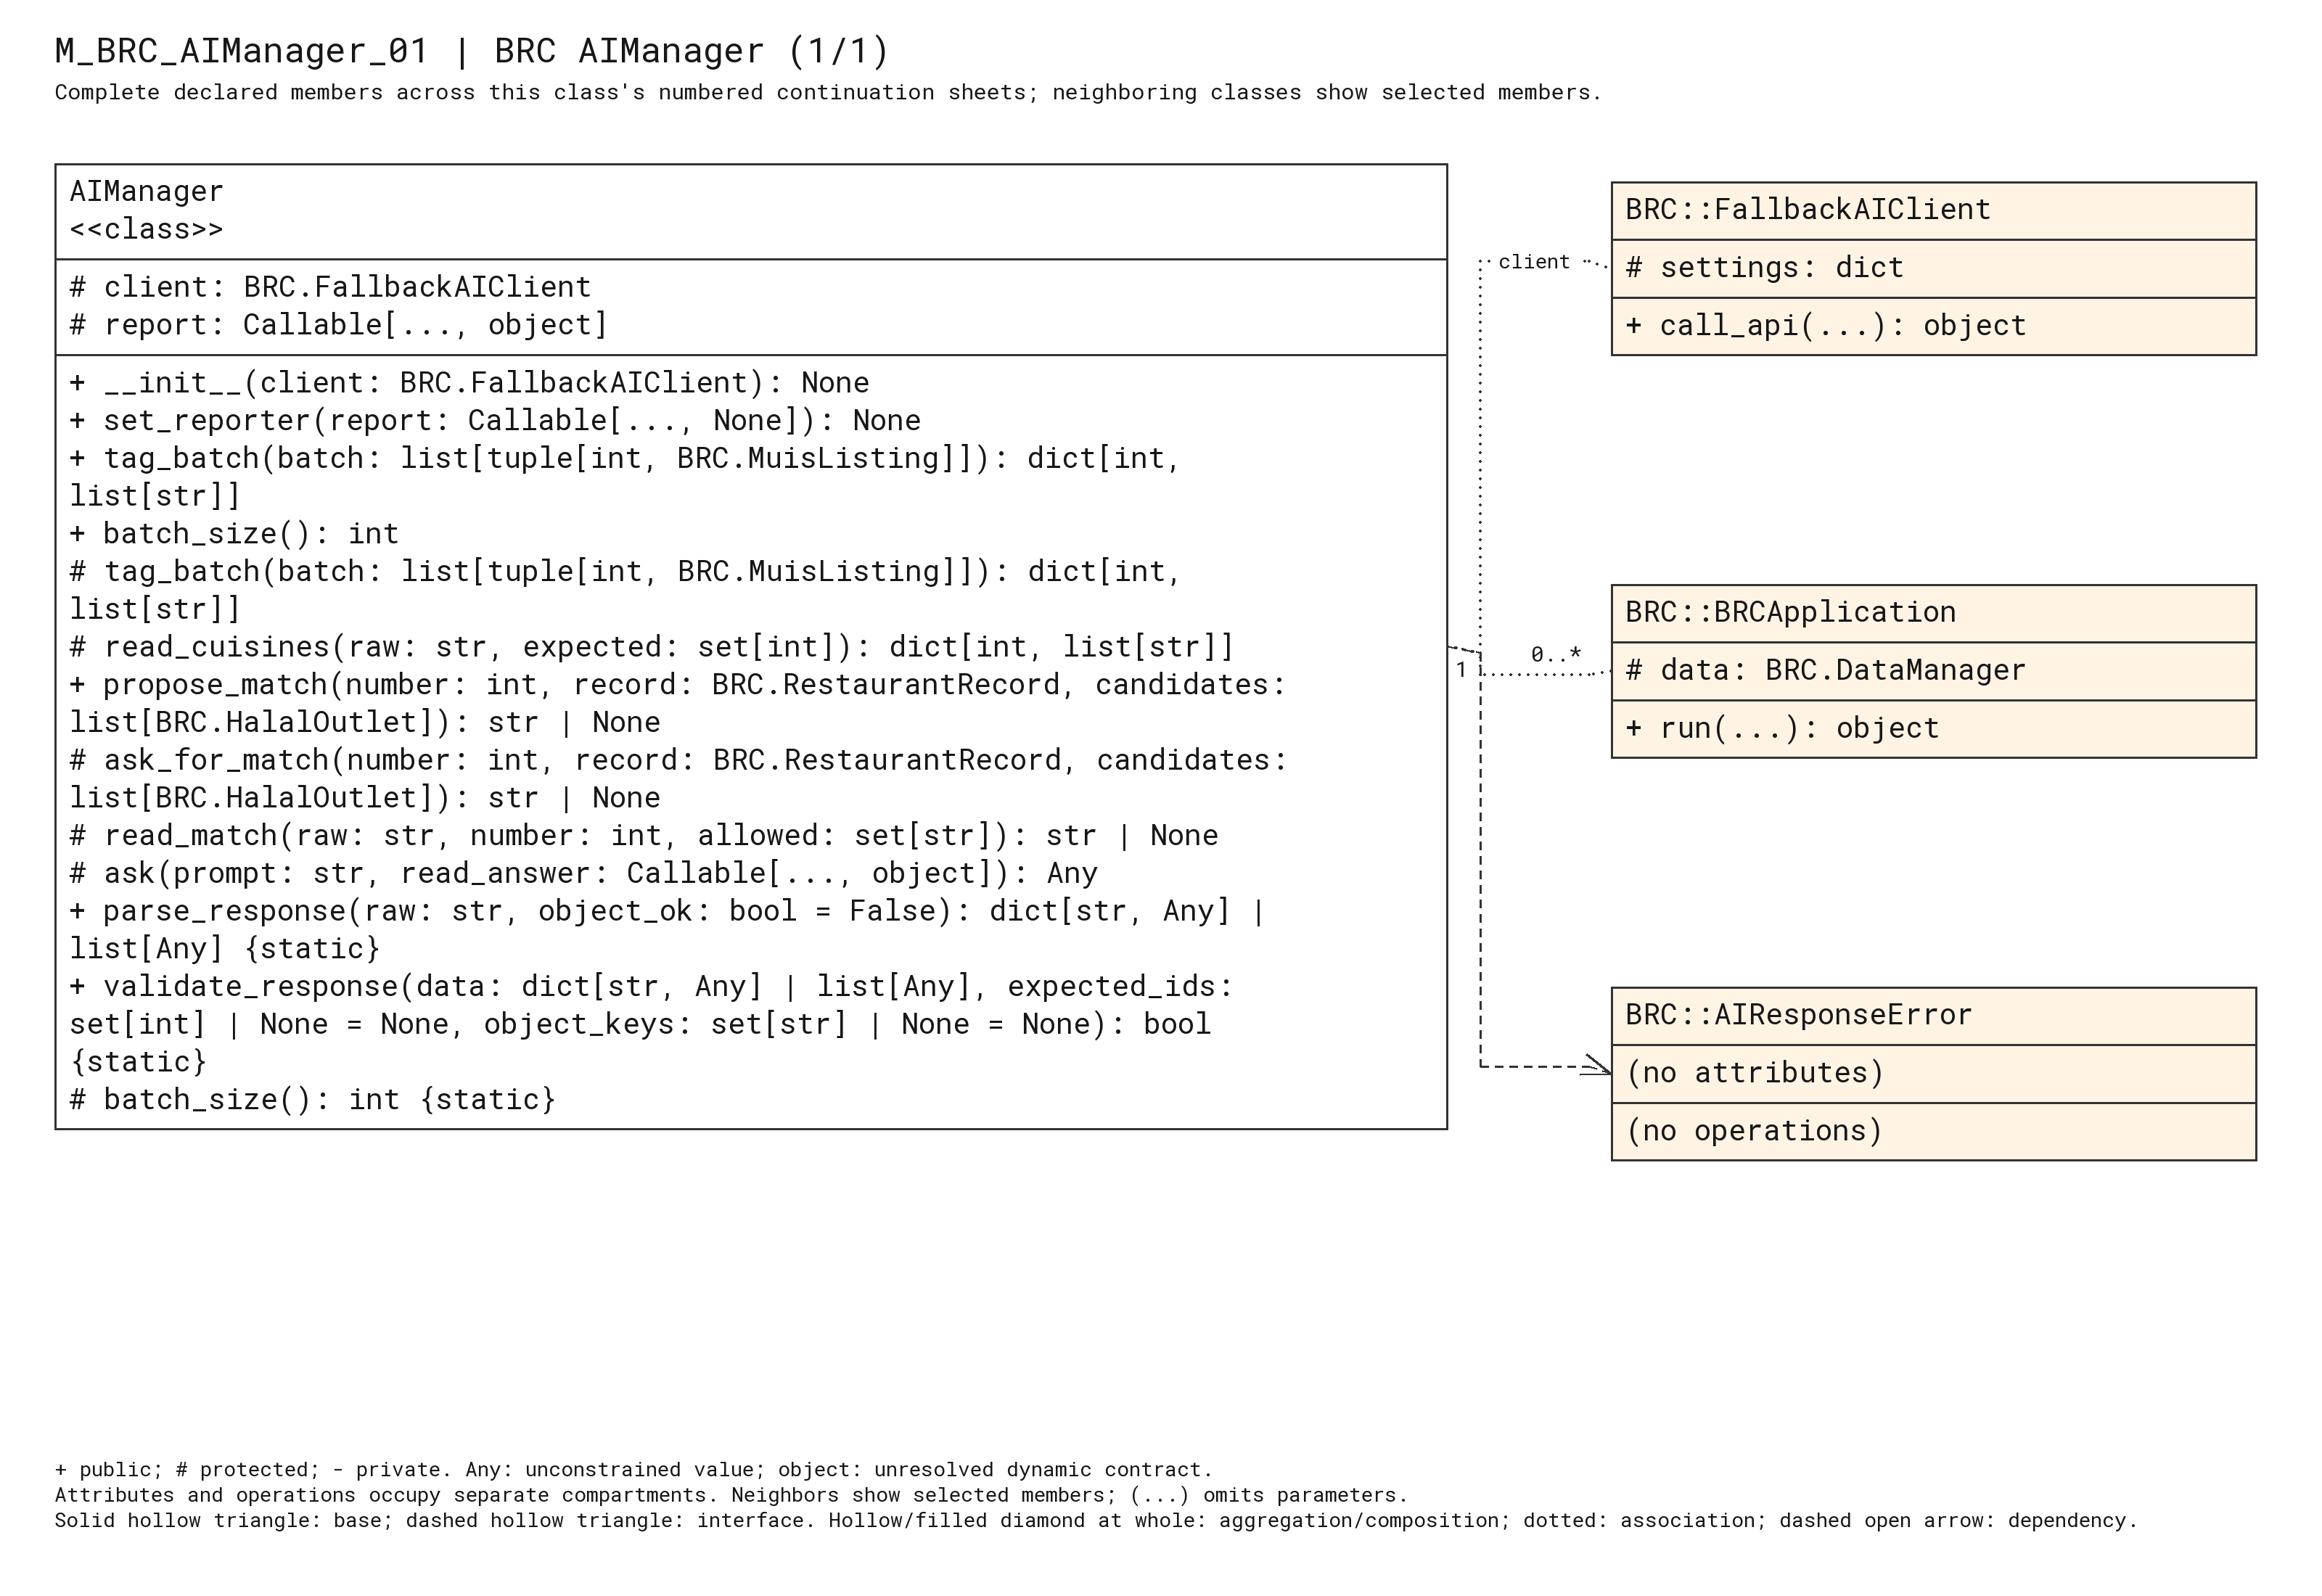 M_BRC_AIManager_01 | BRC AIManager (1/1)
Complete declared members across this class's numbered continuation sheets; neighboring classes show selected members.
AIManager
<<class>>
# client: BRC.FallbackAIClient
# report: Callable[..., object]
+ __init__(client: BRC.FallbackAIClient): None
+ set_reporter(report: Callable[..., None]): None
+ tag_batch(batch: list[tuple[int, BRC.MuisListing]]): dict[int,
list[str]]
+ batch_size(): int
# tag_batch(batch: list[tuple[int, BRC.MuisListing]]): dict[int,
list[str]]
# read_cuisines(raw: str, expected: set[int]): dict[int, list[str]]
+ propose_match(number: int, record: BRC.RestaurantRecord, candidates:
list[BRC.HalalOutlet]): str | None
# ask_for_match(number: int, record: BRC.RestaurantRecord, candidates:
list[BRC.HalalOutlet]): str | None
# read_match(raw: str, number: int, allowed: set[str]): str | None
# ask(prompt: str, read_answer: Callable[..., object]): Any
+ parse_response(raw: str, object_ok: bool = False): dict[str, Any] |
list[Any] {static}
+ validate_response(data: dict[str, Any] | list[Any], expected_ids:
set[int] | None = None, object_keys: set[str] | None = None): bool
{static}
# batch_size(): int {static}
client
1
0..*
BRC::FallbackAIClient
# settings: dict
+ call_api(...): object
BRC::BRCApplication
# data: BRC.DataManager
+ run(...): object
BRC::AIResponseError
(no attributes)
(no operations)
+ public; # protected; - private. Any: unconstrained value; object: unresolved dynamic contract.
Attributes and operations occupy separate compartments. Neighbors show selected members; (...) omits parameters.
Solid hollow triangle: base; dashed hollow triangle: interface. Hollow/filled diamond at whole: aggregation/composition; dotted: association; dashed open arrow: dependency.